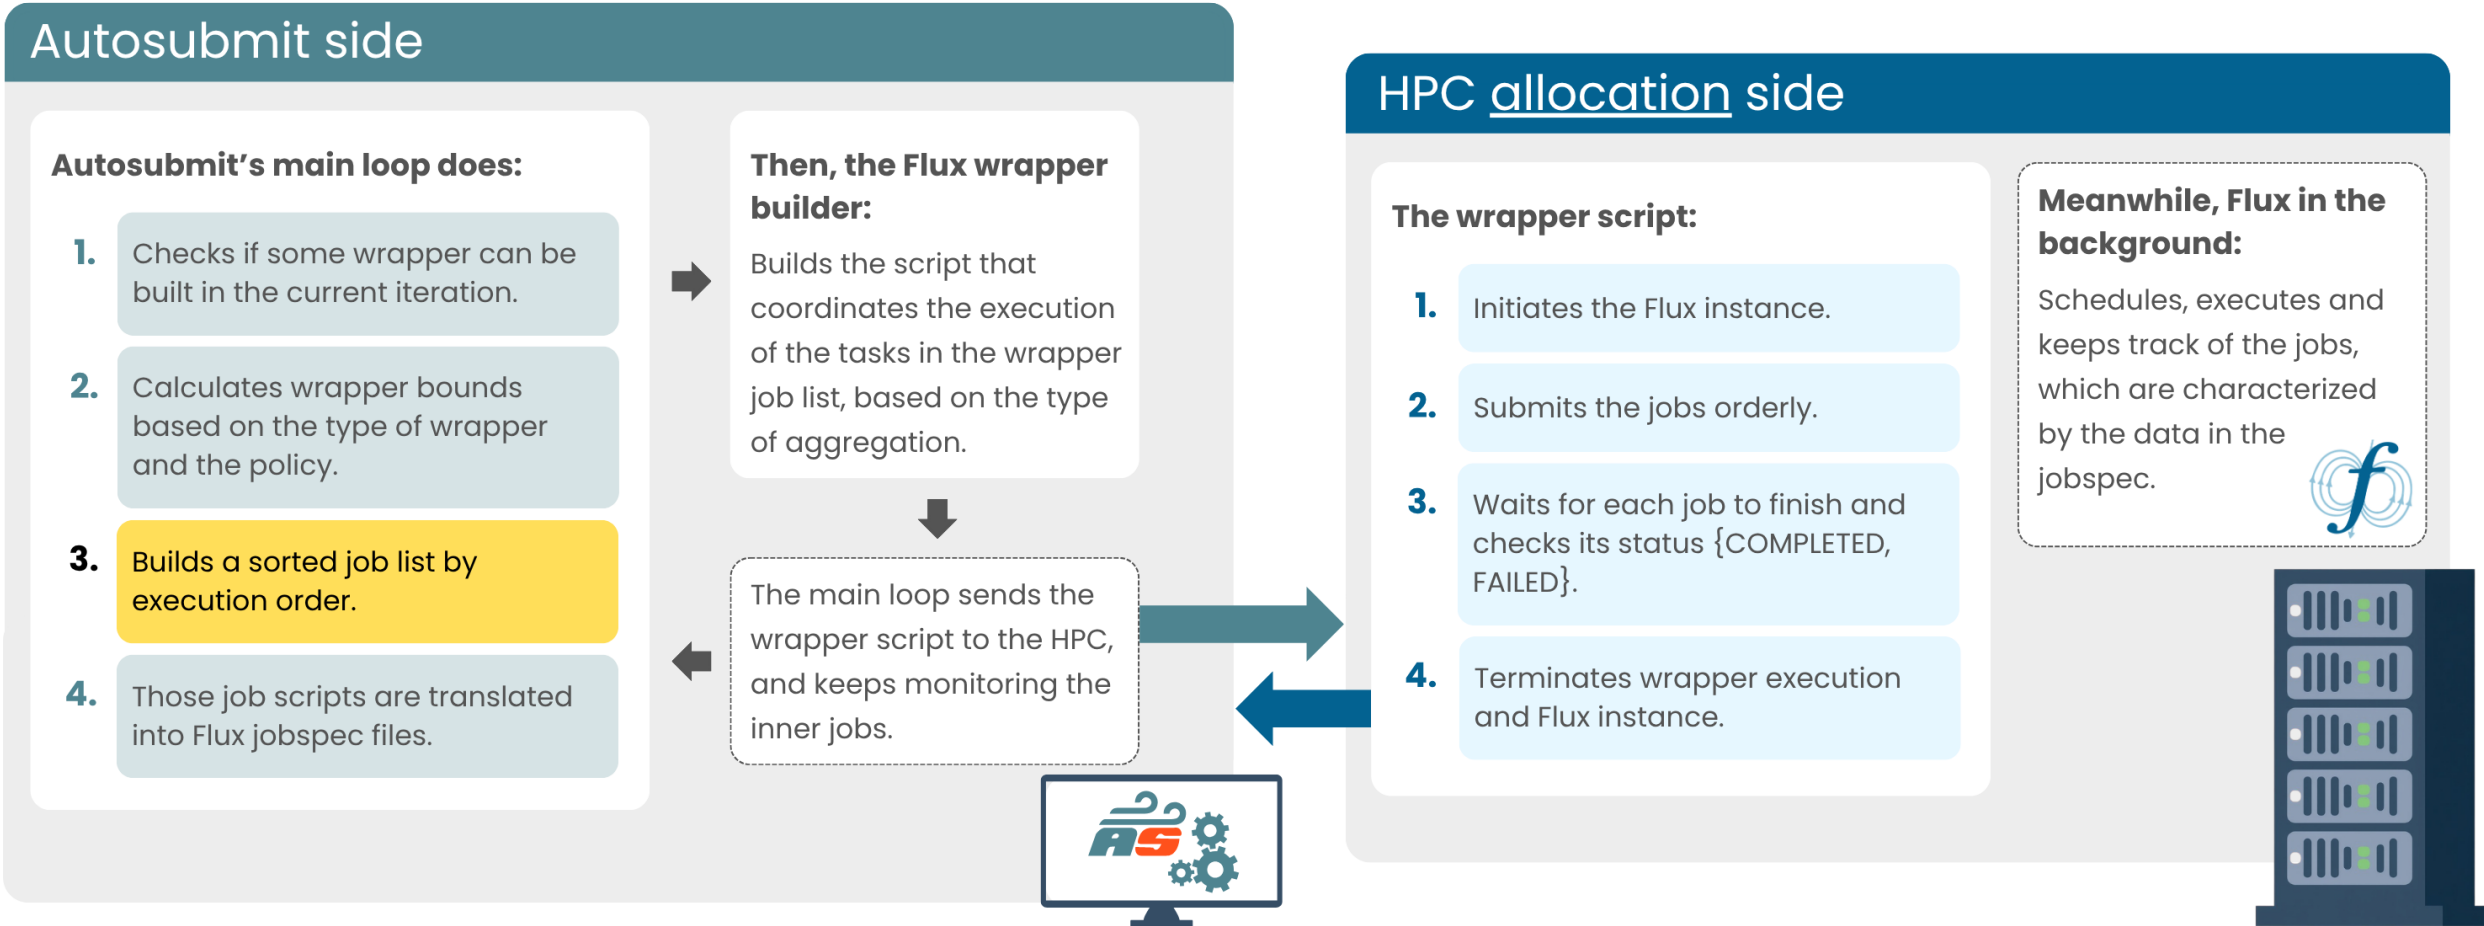 Autosubmit side
Autosubmit’s main loop does:
1.
Checks if some wrapper can be
built in the current iteration.
2.
Calculates wrapper bounds
based on the type of wrapper
and the policy.
3.
Builds a sorted job list by
execution order.
4.
Those job scripts are translated
into Flux jobspec files.
Then, the Flux wrapper
builder:
Builds the script that
coordinates the execution
of the tasks in the wrapper
job list, based on the type
of aggregation.
The main loop sends the
wrapper script to the HPC,
and keeps monitoring the
inner jobs.
AS
HPC allocation side
The wrapper script:
1.
Initiates the Flux instance.
2.
Submits the jobs orderly.
3.
Waits for each job to finish and
checks its status {COMPLETED,
FAILED}.
4.
Terminates wrapper execution
and Flux instance.
Meanwhile, Flux in the
background:
Schedules, executes and
keeps track of the jobs,
which are characterized
by the data in the
jobspec.
f